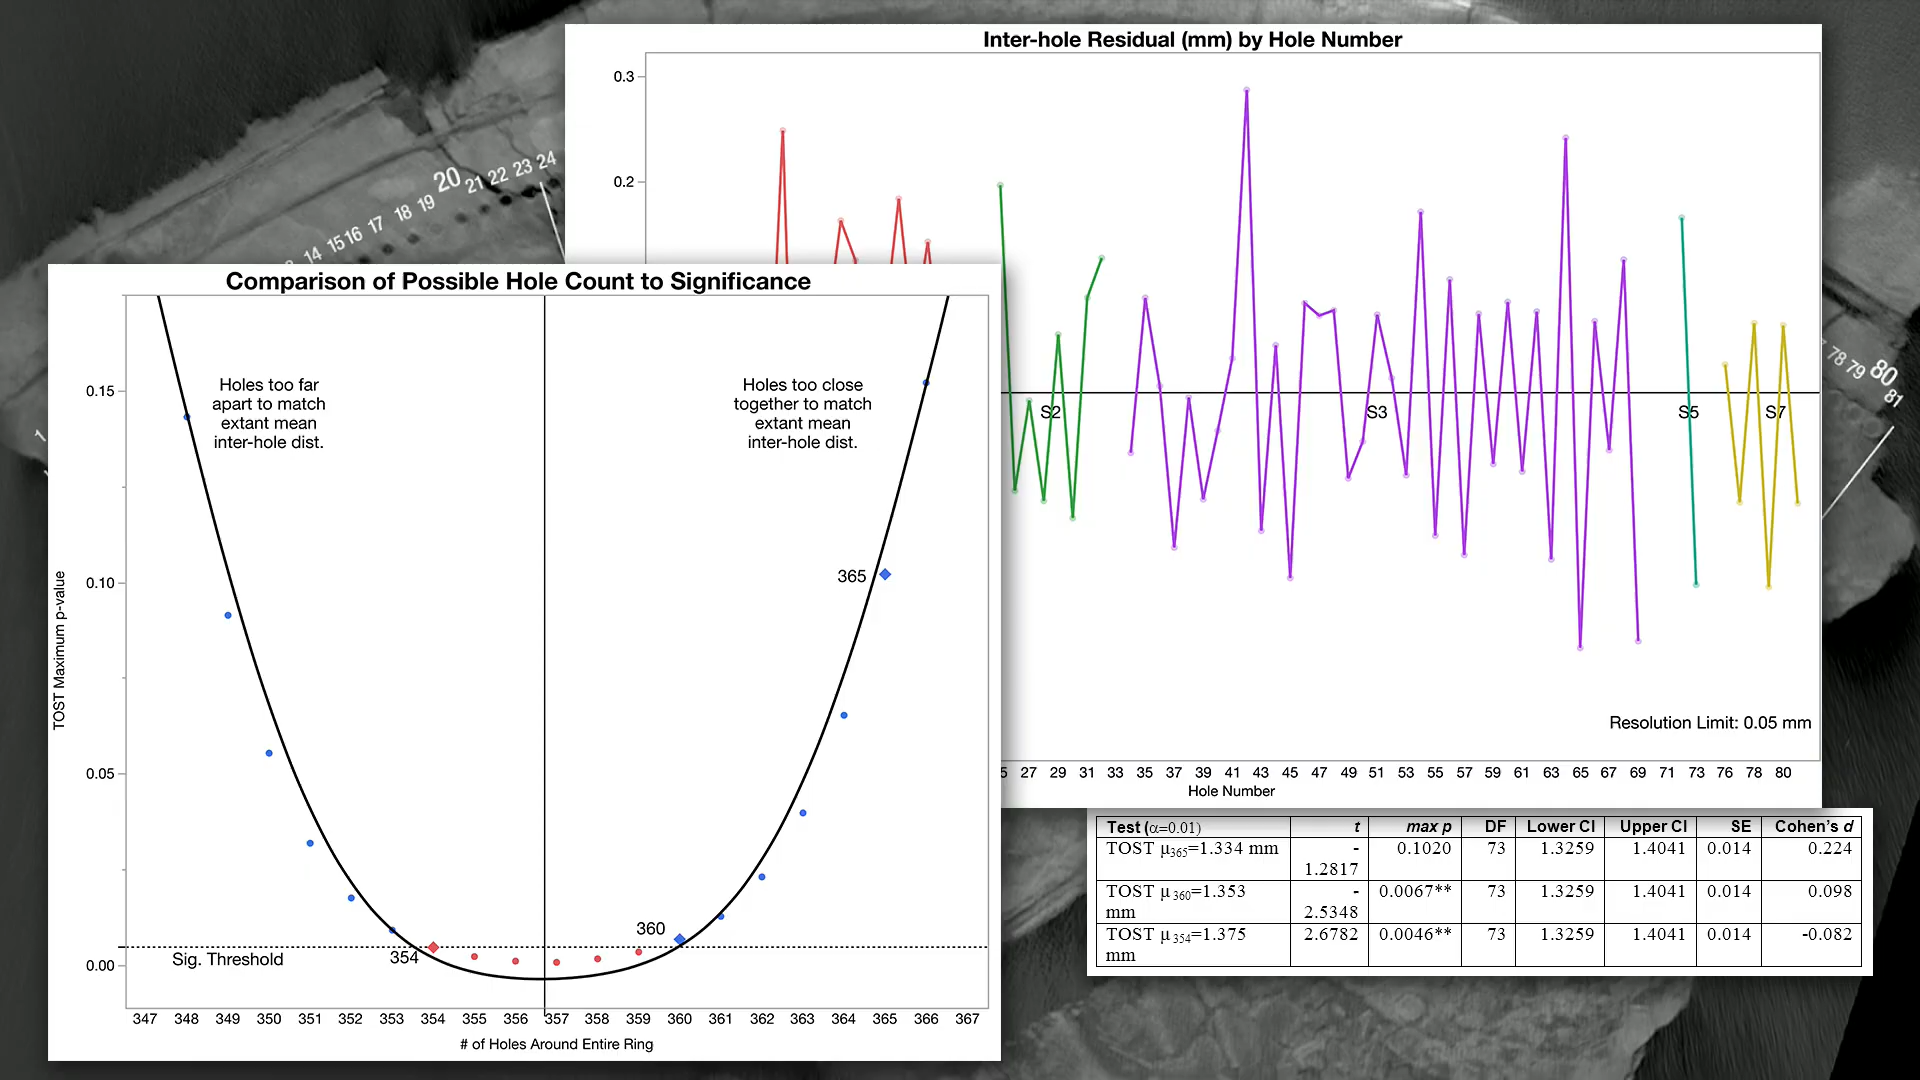 Inter-hole Residual (mm) by Hole Number
0.3
0.2
20 21 22 23 24
14 15 16 17 18 19
1
78 79 80
81
S2 S3 S5 S7
Resolution Limit: 0.05 mm
27 29 31 33 35 37 39 41 43 45 47 49 51 53 55 57 59 61 63 65 67 69 71 73 76 78 80
Hole Number
Comparison of Possible Hole Count to Significance
Holes too far
apart to match
extant mean
inter-hole dist.
Holes too close
together to match
extant mean
inter-hole dist.
0.15
0.10
0.05
0.00
TOST Maximum p-value
365
360
354
Sig. Threshold
347 348 349 350 351 352 353 354 355 356 357 358 359 360 361 362 363 364 365 366 367
# of Holes Around Entire Ring
Test (α=0.01) t max p DF Lower CI Upper CI SE Cohen's d
TOST μ365=1.334 mm - 0.1020 73 1.3259 1.4041 0.014 0.224
1.2817
TOST μ360=1.353 - 0.0067** 73 1.3259 1.4041 0.014 0.098
mm 2.5348
TOST μ354=1.375 2.6782 0.0046** 73 1.3259 1.4041 0.014 -0.082
mm